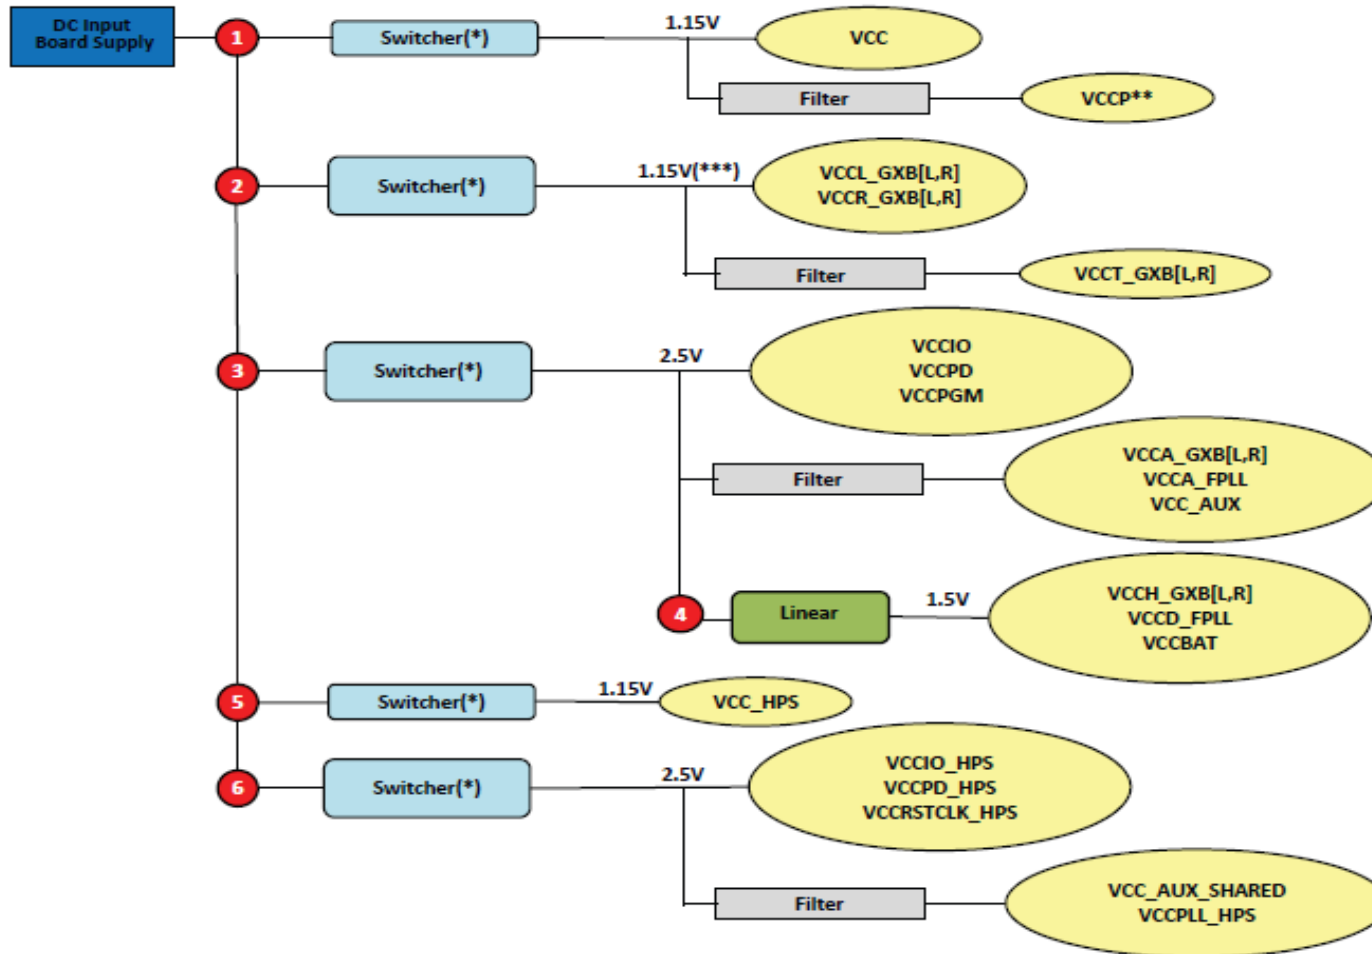 DC Input
Board Supply
1
Switcher(*)
1.15V
VCC
Filter
VCCP**
2
Switcher(*)
1.15V(***)
VCCL_GXB[L,R]
VCCR_GXB[L,R]
Filter
VCCT_GXB[L,R]
3
Switcher(*)
2.5V
VCCIO
VCCPD
VCCPGM
Filter
VCCA_GXB[L,R]
VCCA_FPLL
VCC_AUX
4
Linear
1.5V
VCCH_GXB[L,R]
VCCD_FPLL
VCCBAT
5
Switcher(*)
1.15V
VCC_HPS
6
Switcher(*)
2.5V
VCCIO_HPS
VCCPD_HPS
VCCRSTCLK_HPS
Filter
VCC_AUX_SHARED
VCCPLL_HPS